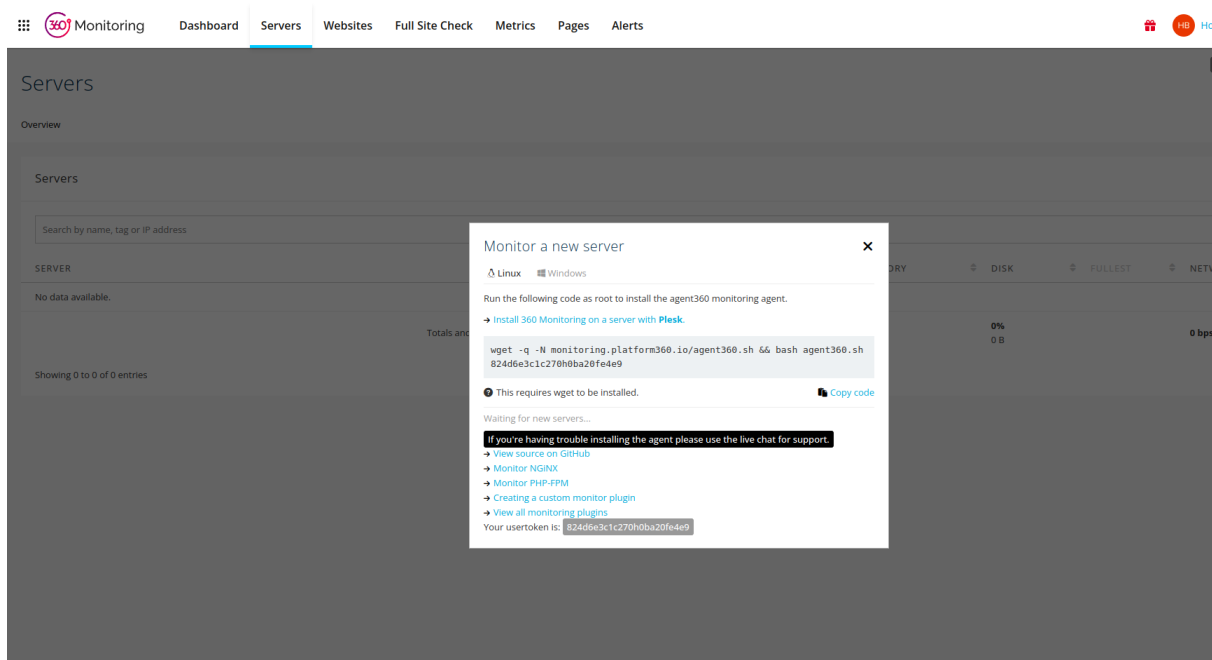 360 Monitoring Dashboard Servers Websites Full Site Check Metrics Pages Alerts HB
Servers
Overview
Servers
Search by name, tag or IP address
SERVER DISK FULLEST
No data available.
0%
0 B
0 bps
Showing 0 to 0 of 0 entries
Monitor a new server
Linux Windows
Run the following code as root to install the agent360 monitoring agent.
→ Install 360 Monitoring on a server with Plesk.
wget -q -N monitoring.platform360.io/agent360.sh && bash agent360.sh
824d6e3c1c270h0ba20fe4e9
This requires wget to be installed. Copy code
Waiting for new servers...
If you're having trouble installing the agent please use the live chat for support.
→ View source on GitHub
→ Monitor NGINX
→ Monitor PHP-FPM
→ Creating a custom monitor plugin
→ View all monitoring plugins
Your usertoken is: 824d6e3c1c270h0ba20fe4e9